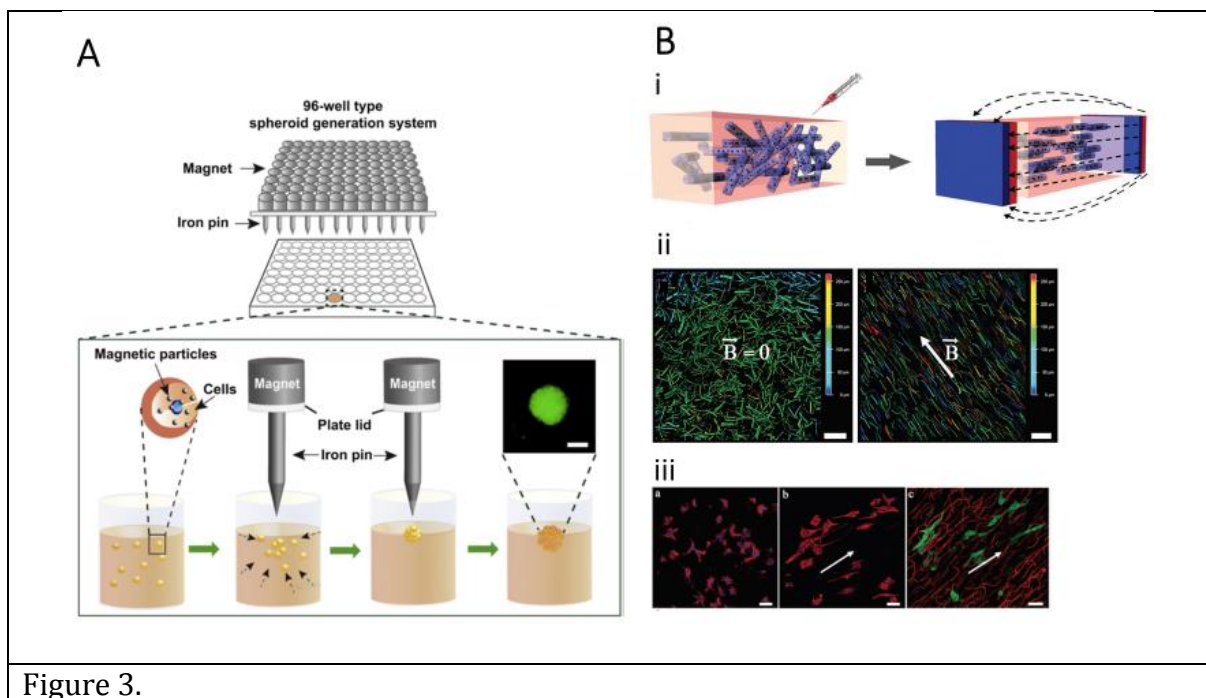 A
96-well type
spheroid generation system
Magnet
Iron pin
Magnetic particles
Cells
Magnet
Magnet
Plate lid
Iron pin
B
i
ii
B = 0
B
iii
a
b
c
Figure 3.